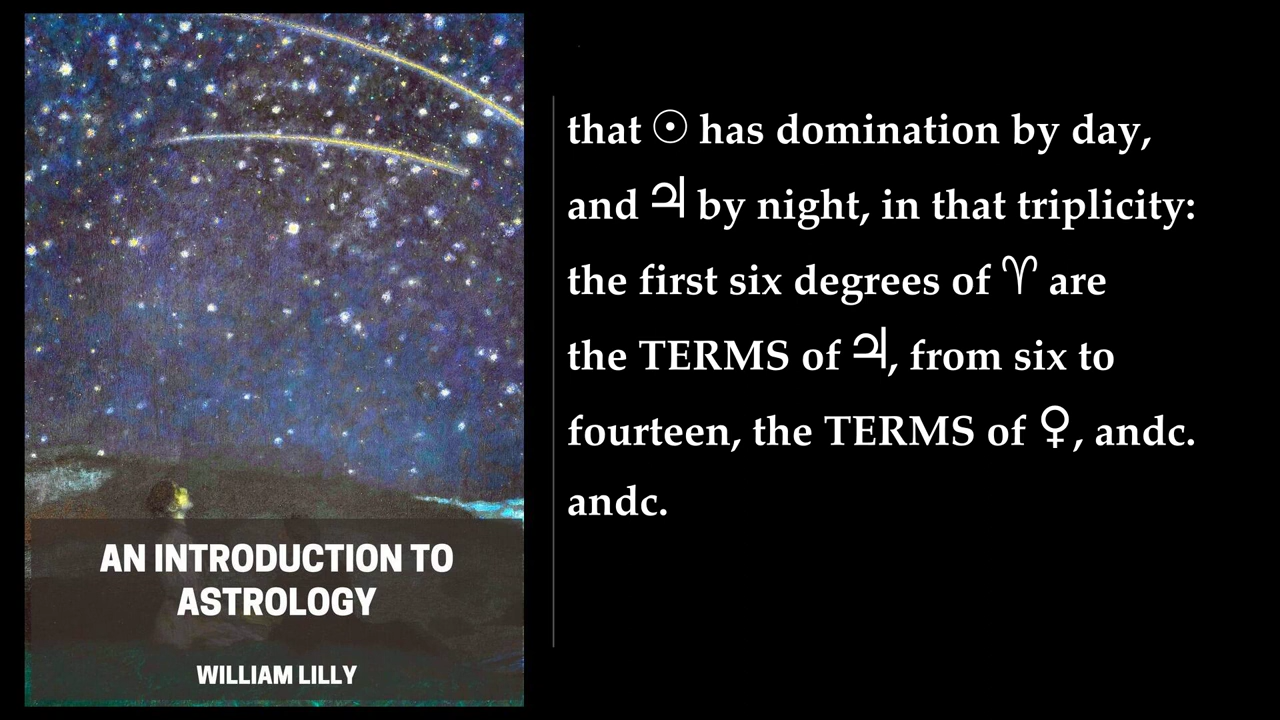 AN INTRODUCTION TO
ASTROLOGY
WILLIAM LILLY
that ☉ has domination by day,
and ♃ by night, in that triplicity:
the first six degrees of ♈ are
the TERMS of ♃, from six to
fourteen, the TERMS of ♀, andc.
andc.